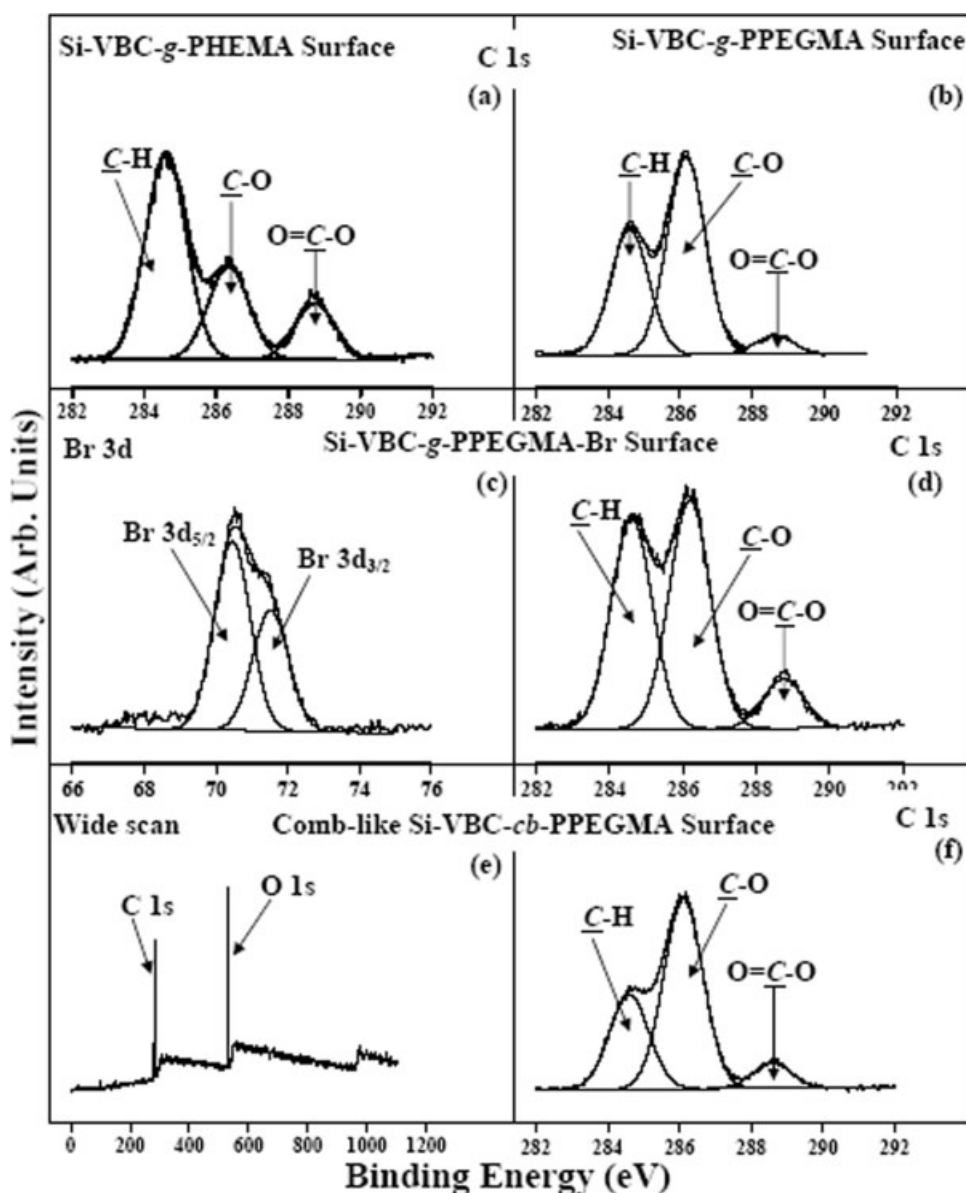 Si-VBC-g-PHEMA Surface
C 1s
Si-VBC-g-PPEGMA Surface
(a)
(b)
C-H
C-O
O=C-O
C-H
C-O
O=C-O
282 284 286 288 290 292
282 284 286 288 290 292
Br 3d
Si-VBC-g-PPEGMA-Br Surface
C 1s
(c)
(d)
Br 3d5/2
Br 3d3/2
C-H
C-O
O=C-O
66 68 70 72 74 76
282 284 286 288 290 292
Wide scan
Comb-like Si-VBC-cb-PPEGMA Surface
C 1s
(e)
(f)
C 1s
O 1s
C-H
C-O
O=C-O
0 200 400 600 800 1000 1200
282 284 286 288 290 292
Intensity (Arb. Units)
Binding Energy (eV)